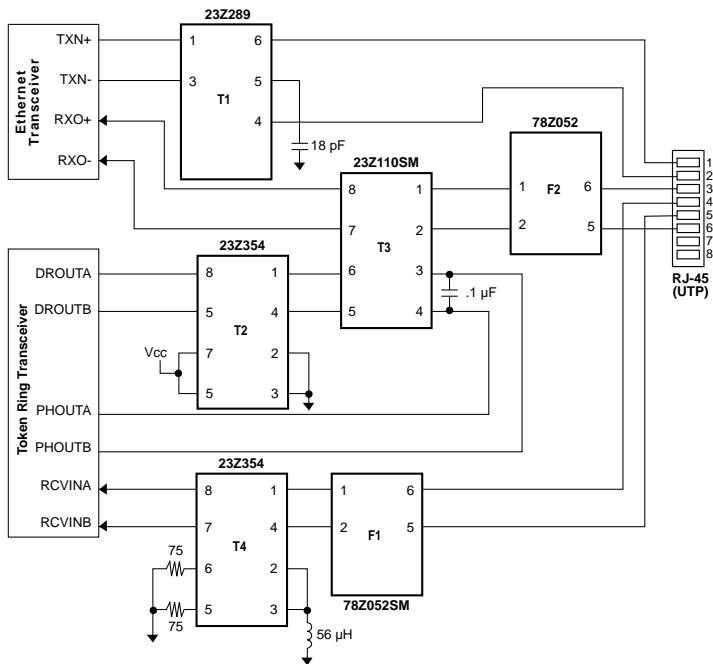 23Z289
TXN+
TXN-
RXO+
RXO-
Ethernet
Transceiver
1
3
T1
6
5
4
18 pF
23Z110SM
8
7
6
5
T3
1
2
3
4
78Z052
1
2
F2
6
5
1
2
3
4
5
6
7
8
RJ-45
(UTP)
.1 µF
Token Ring Transceiver
DROUTA
DROUTB
PHOUTA
PHOUTB
RCVINA
RCVINB
Vcc
23Z354
8
5
7
5
T2
1
4
2
3
23Z354
8
7
6
5
T4
1
4
2
3
75
75
56 µH
1
2
F1
6
5
78Z052SM